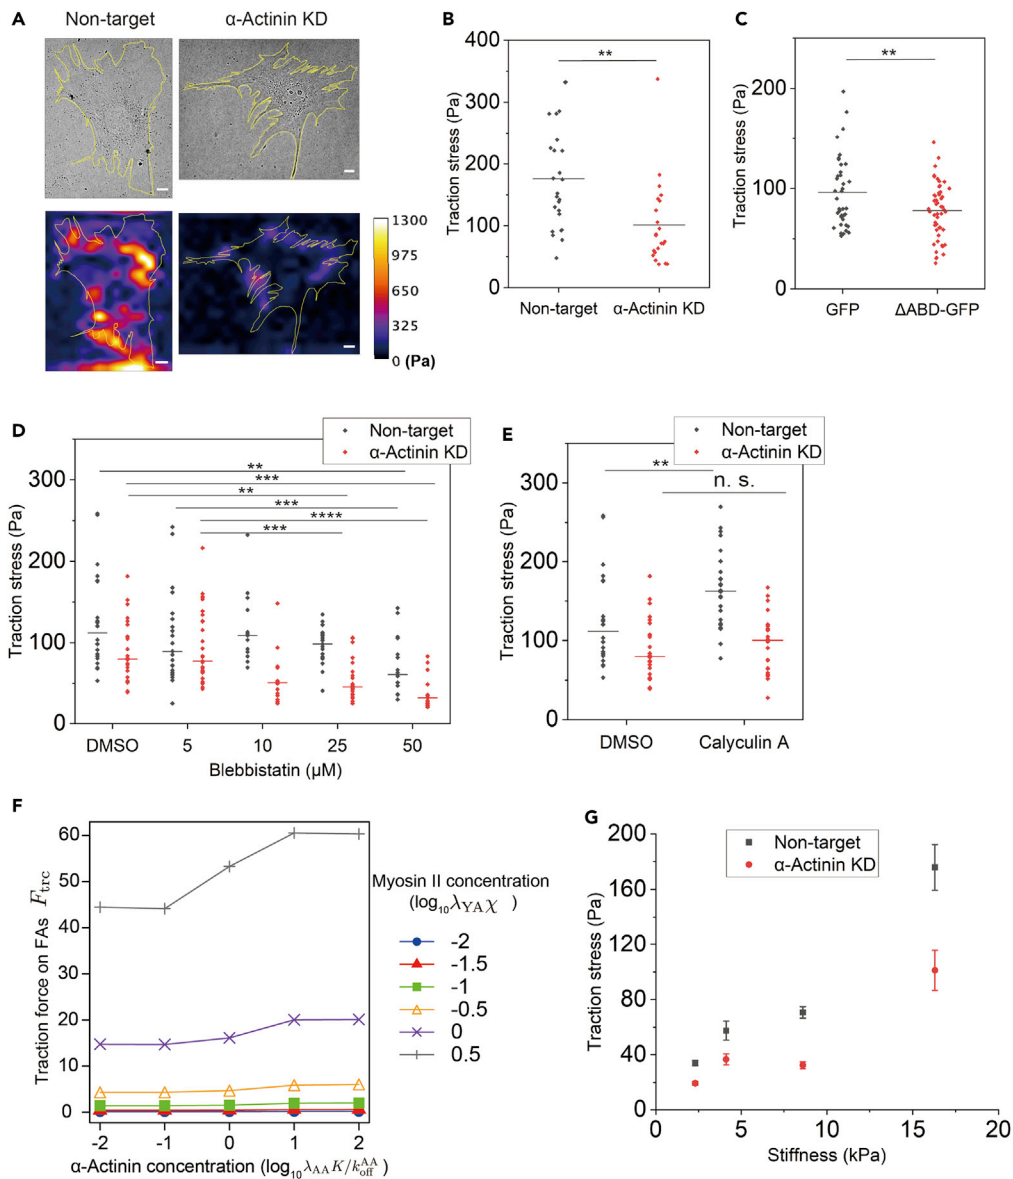 A
Non-target
α-Actinin KD
1300
975
650
325
0 (Pa)
B
400
300
200
100
0
Traction stress (Pa)
**
Non-target
α-Actinin KD
C
200
100
0
Traction stress (Pa)
**
GFP
ΔABD-GFP
D
Non-target
α-Actinin KD
300
200
100
0
Traction stress (Pa)
**
***
**
***
****
***
DMSO
5
10
25
50
Blebbistatin (μM)
E
Non-target
α-Actinin KD
300
200
100
0
Traction stress (Pa)
**
n. s.
DMSO
Calyculin A
F
60
50
40
30
20
10
0
Traction force on FAs F_trc
-2
-1
0
1
2
α-Actinin concentration (log₁₀ λ_AA K/k_off^AA )
Myosin II concentration
(log₁₀ λ_YA χ )
-2
-1.5
-1
-0.5
0
0.5
G
Non-target
α-Actinin KD
200
160
120
80
40
0
Traction stress (Pa)
0
5
10
15
20
Stiffness (kPa)